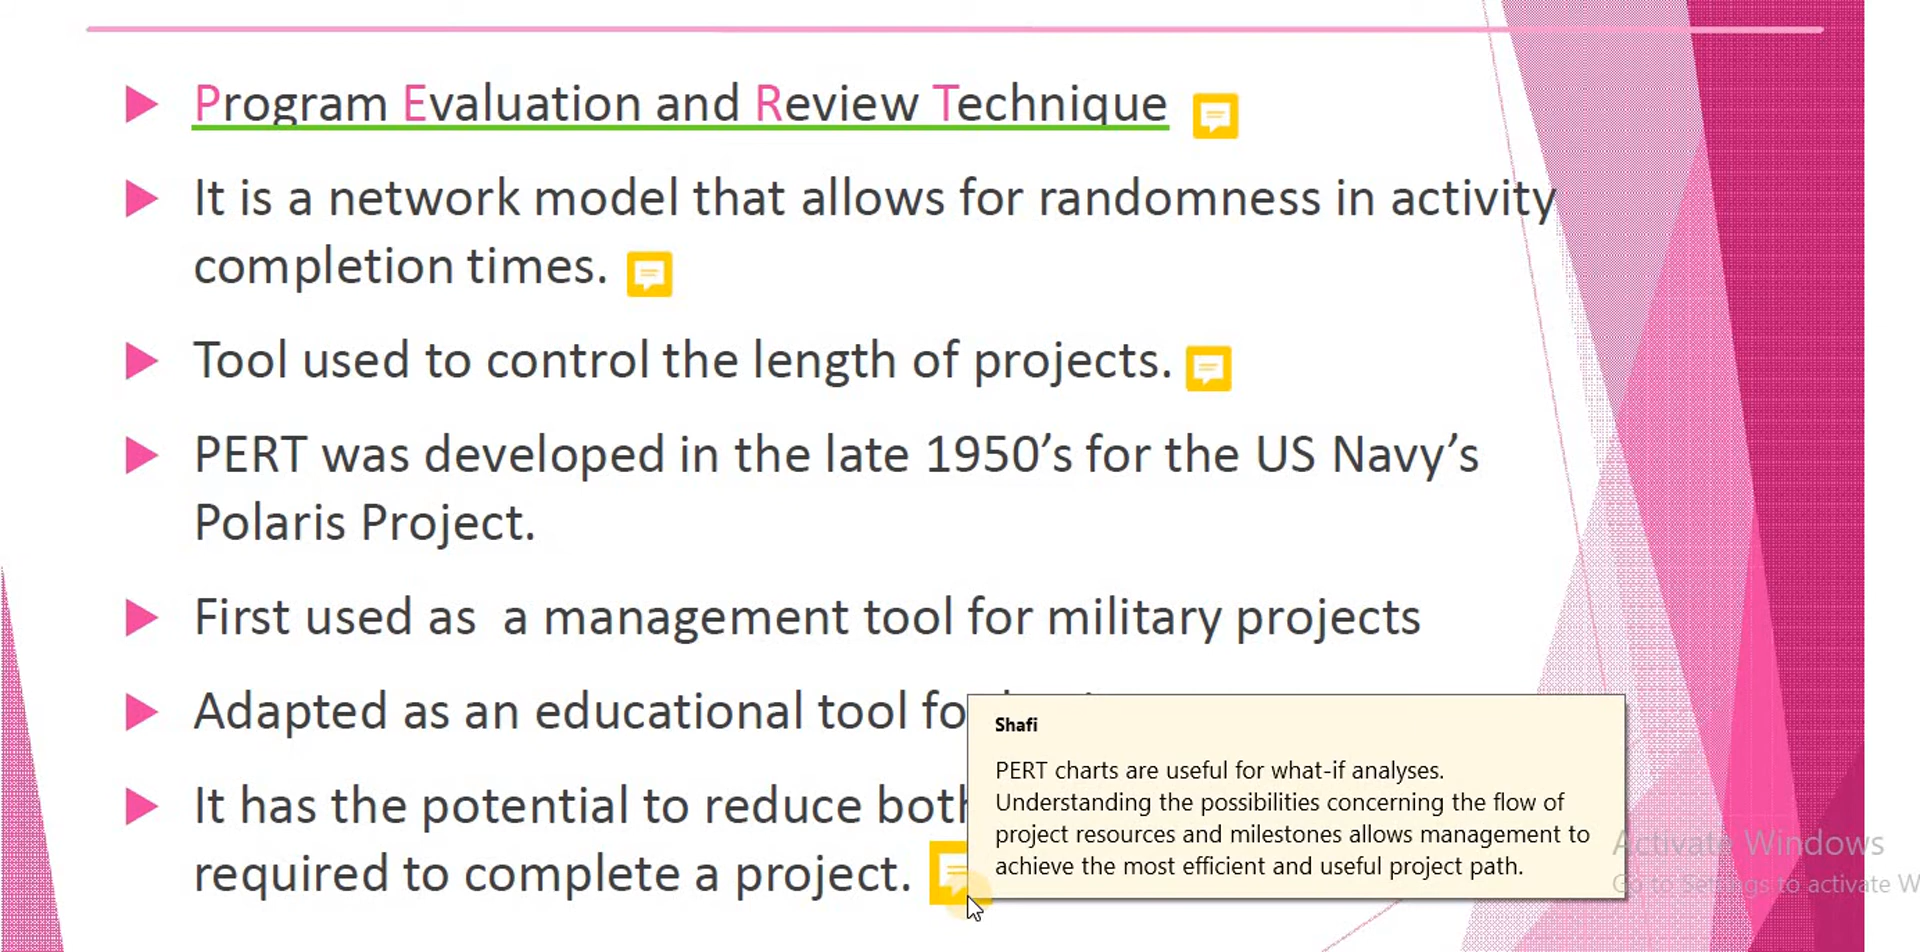 Program Evaluation and Review Technique
It is a network model that allows for randomness in activity
completion times.
Tool used to control the length of projects.
PERT was developed in the late 1950’s for the US Navy’s
Polaris Project.
First used as a management tool for military projects
Adapted as an educational tool
It has the potential to reduce both
required to complete a project.
Shafi
PERT charts are useful for what-if analyses.
Understanding the possibilities concerning the flow of
project resources and milestones allows management to
achieve the most efficient and useful project path.
Activate Windows
Go to Settings to activate W